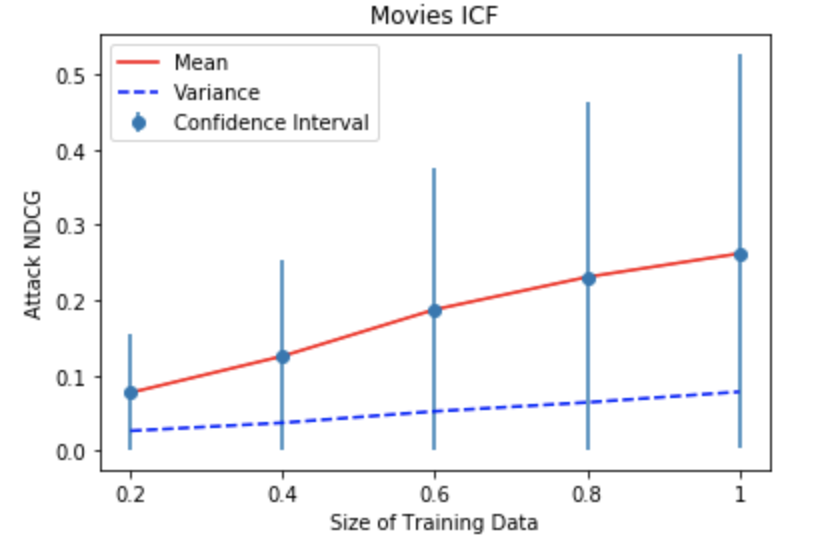 Movies ICF
Mean
Variance
Confidence Interval
0.5
0.4
0.3
0.2
0.1
0.0
Attack NDCG
0.2 0.4 0.6 0.8 1
Size of Training Data